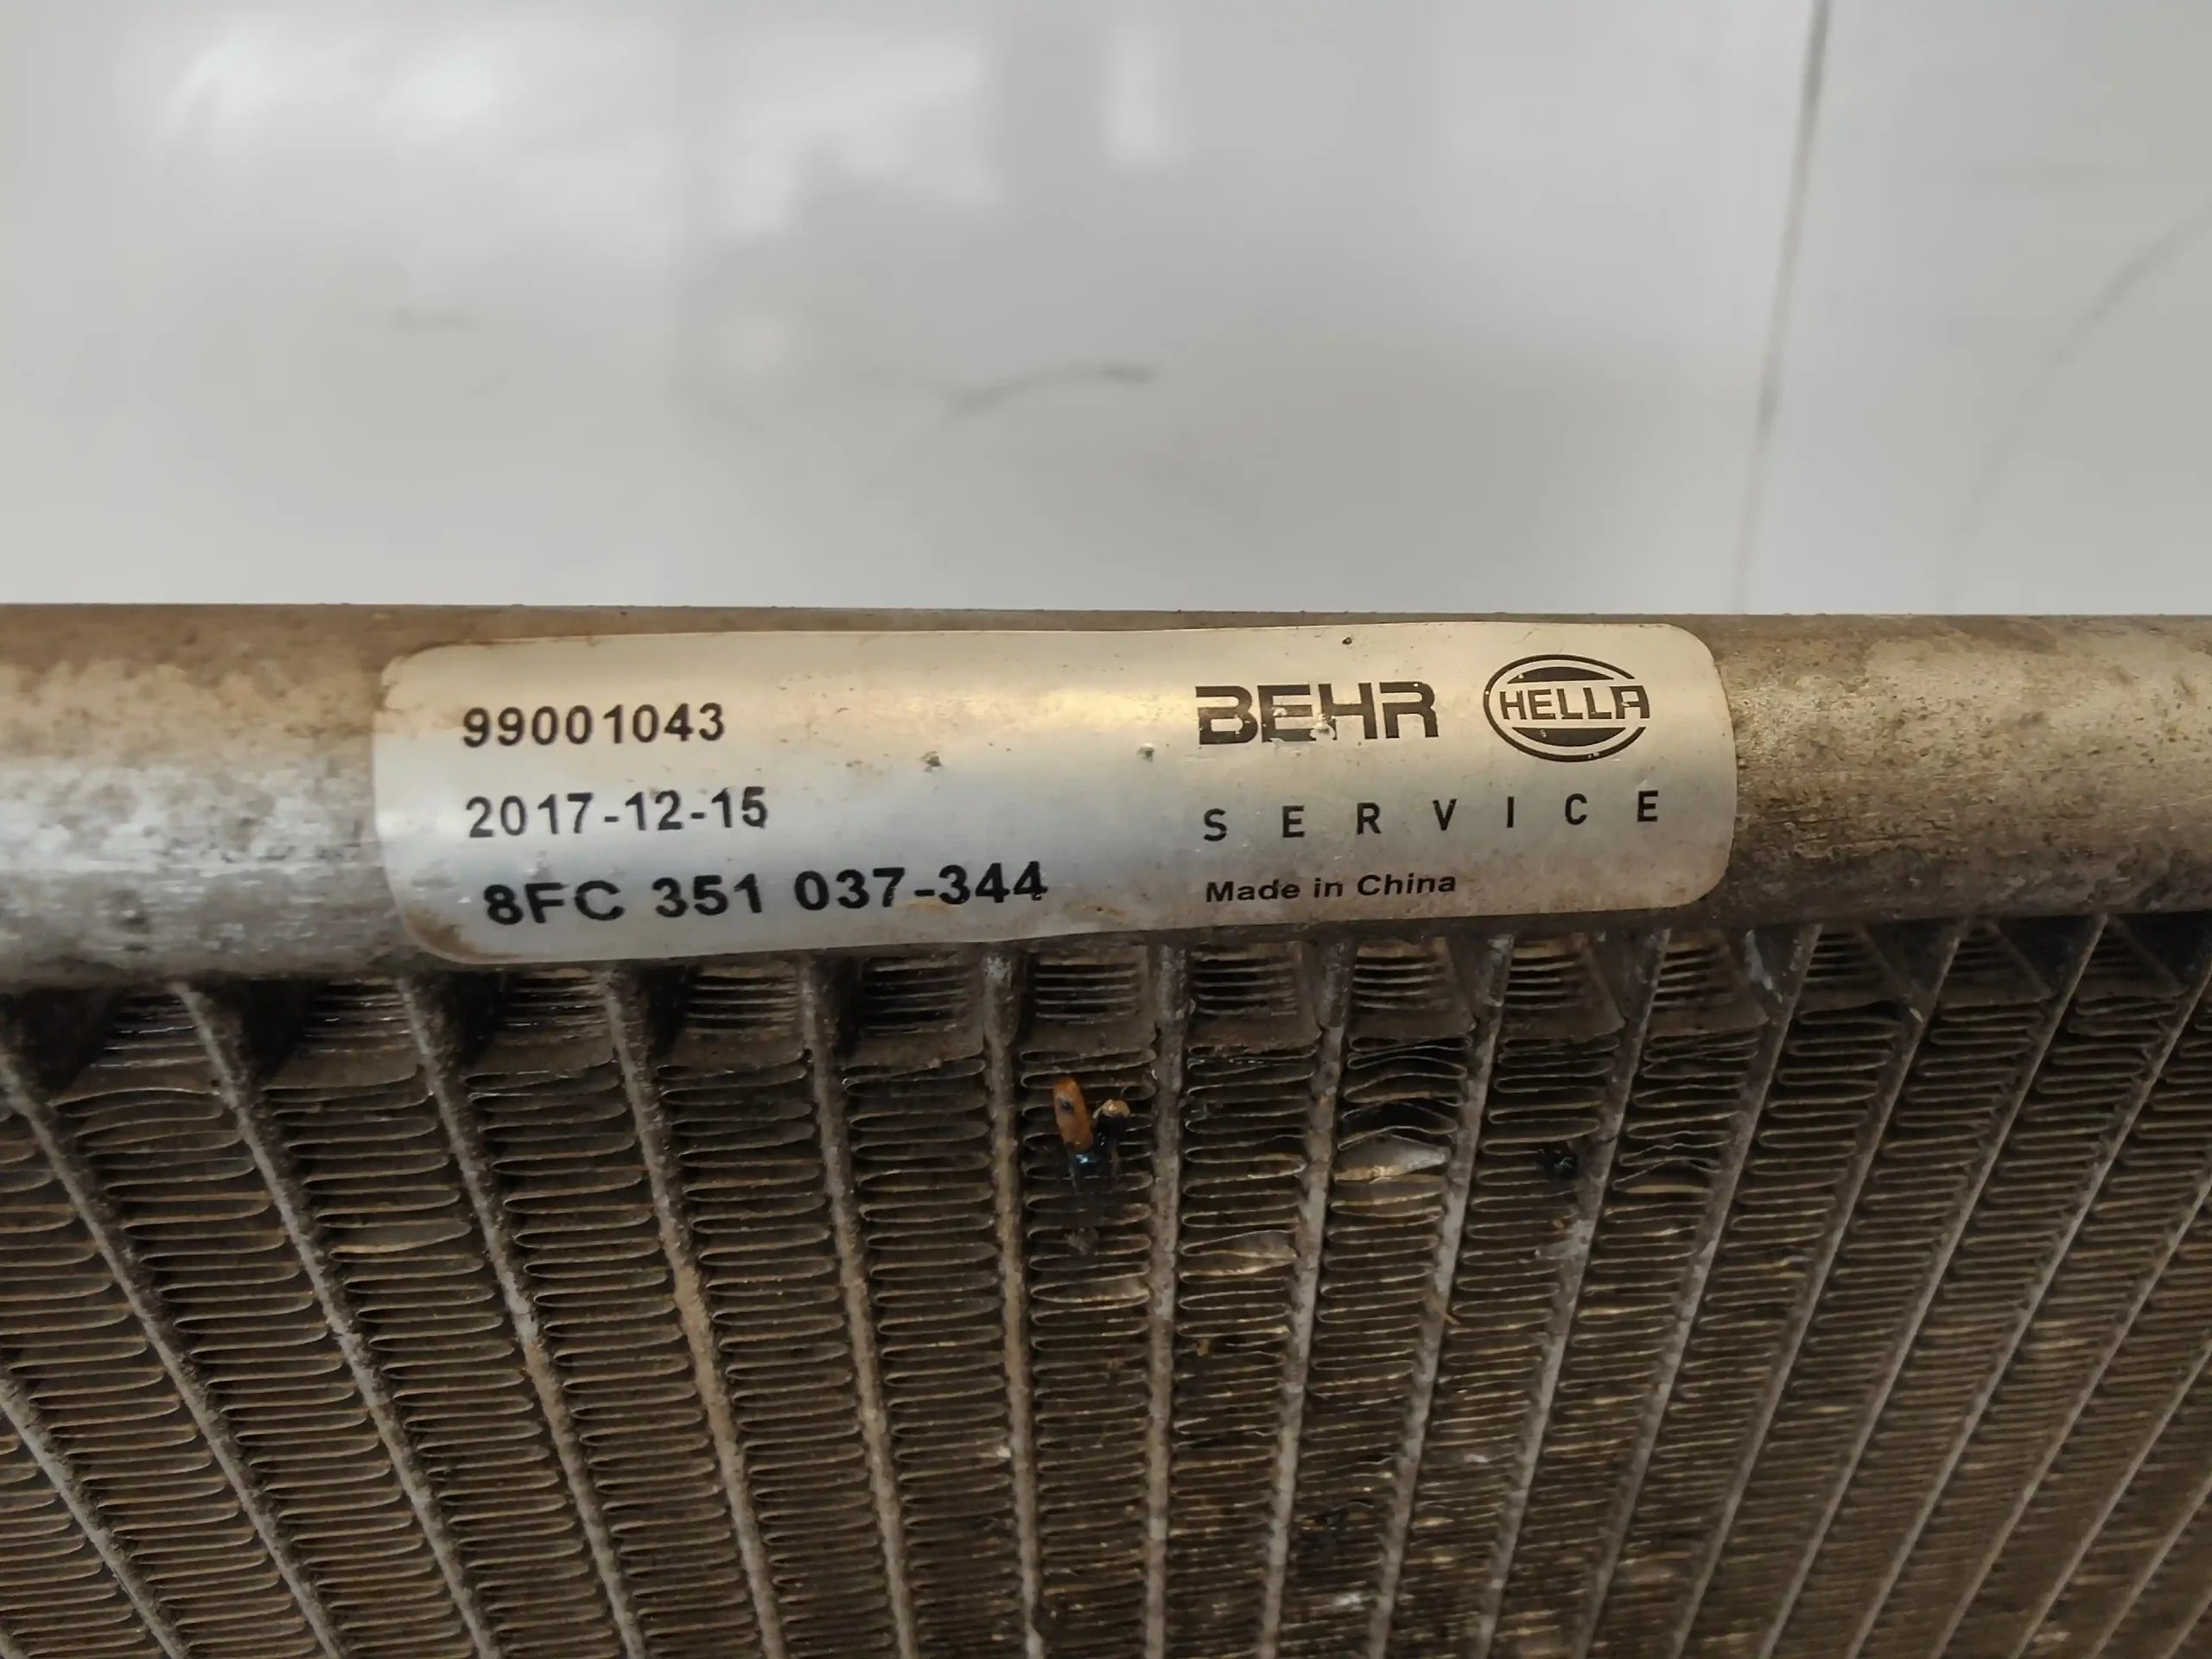 99001043
2017-12-15
8FC 351 037-344
BEHR HELLA
SERVICE
Made in China